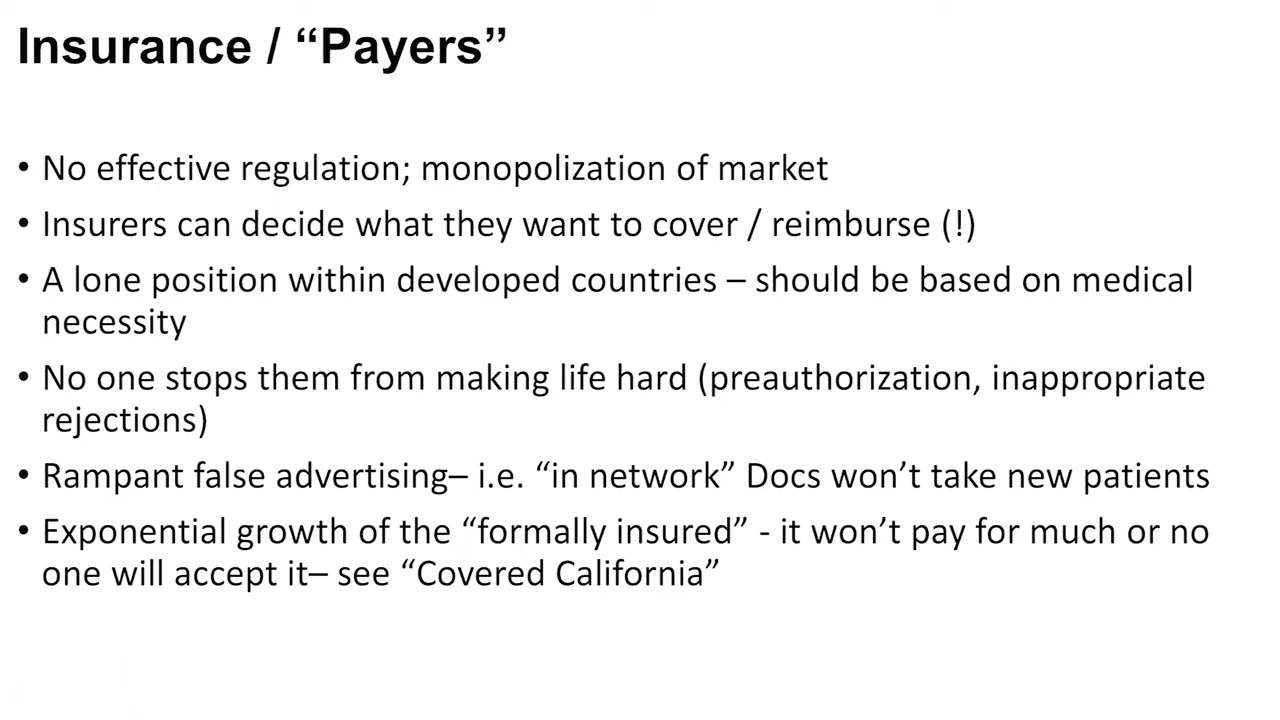 Insurance / “Payers”
• No effective regulation; monopolization of market
• Insurers can decide what they want to cover / reimburse (!)
• A lone position within developed countries – should be based on medical
necessity
• No one stops them from making life hard (preauthorization, inappropriate
rejections)
• Rampant false advertising– i.e. “in network” Docs won’t take new patients
• Exponential growth of the “formally insured” - it won’t pay for much or no
one will accept it– see “Covered California”